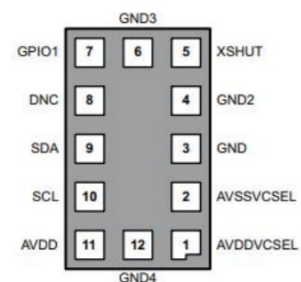 GND3
GPIO1 7 6 5 XSHUT
DNC 8 4 GND2
SDA 9 3 GND
SCL 10 2 AVSSVCSEL
AVDD 11 12 1 AVDDVCSEL
GND4